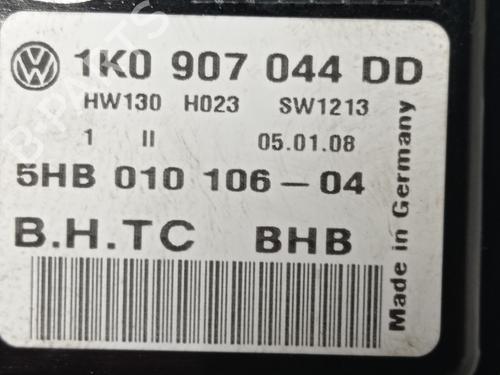 1K0 907 044 DD
HW130 H023 SW1213
1 II 05.01.08
5HB 010 106-04
B.H.TC BHB
Made in Germany
B-PARTS